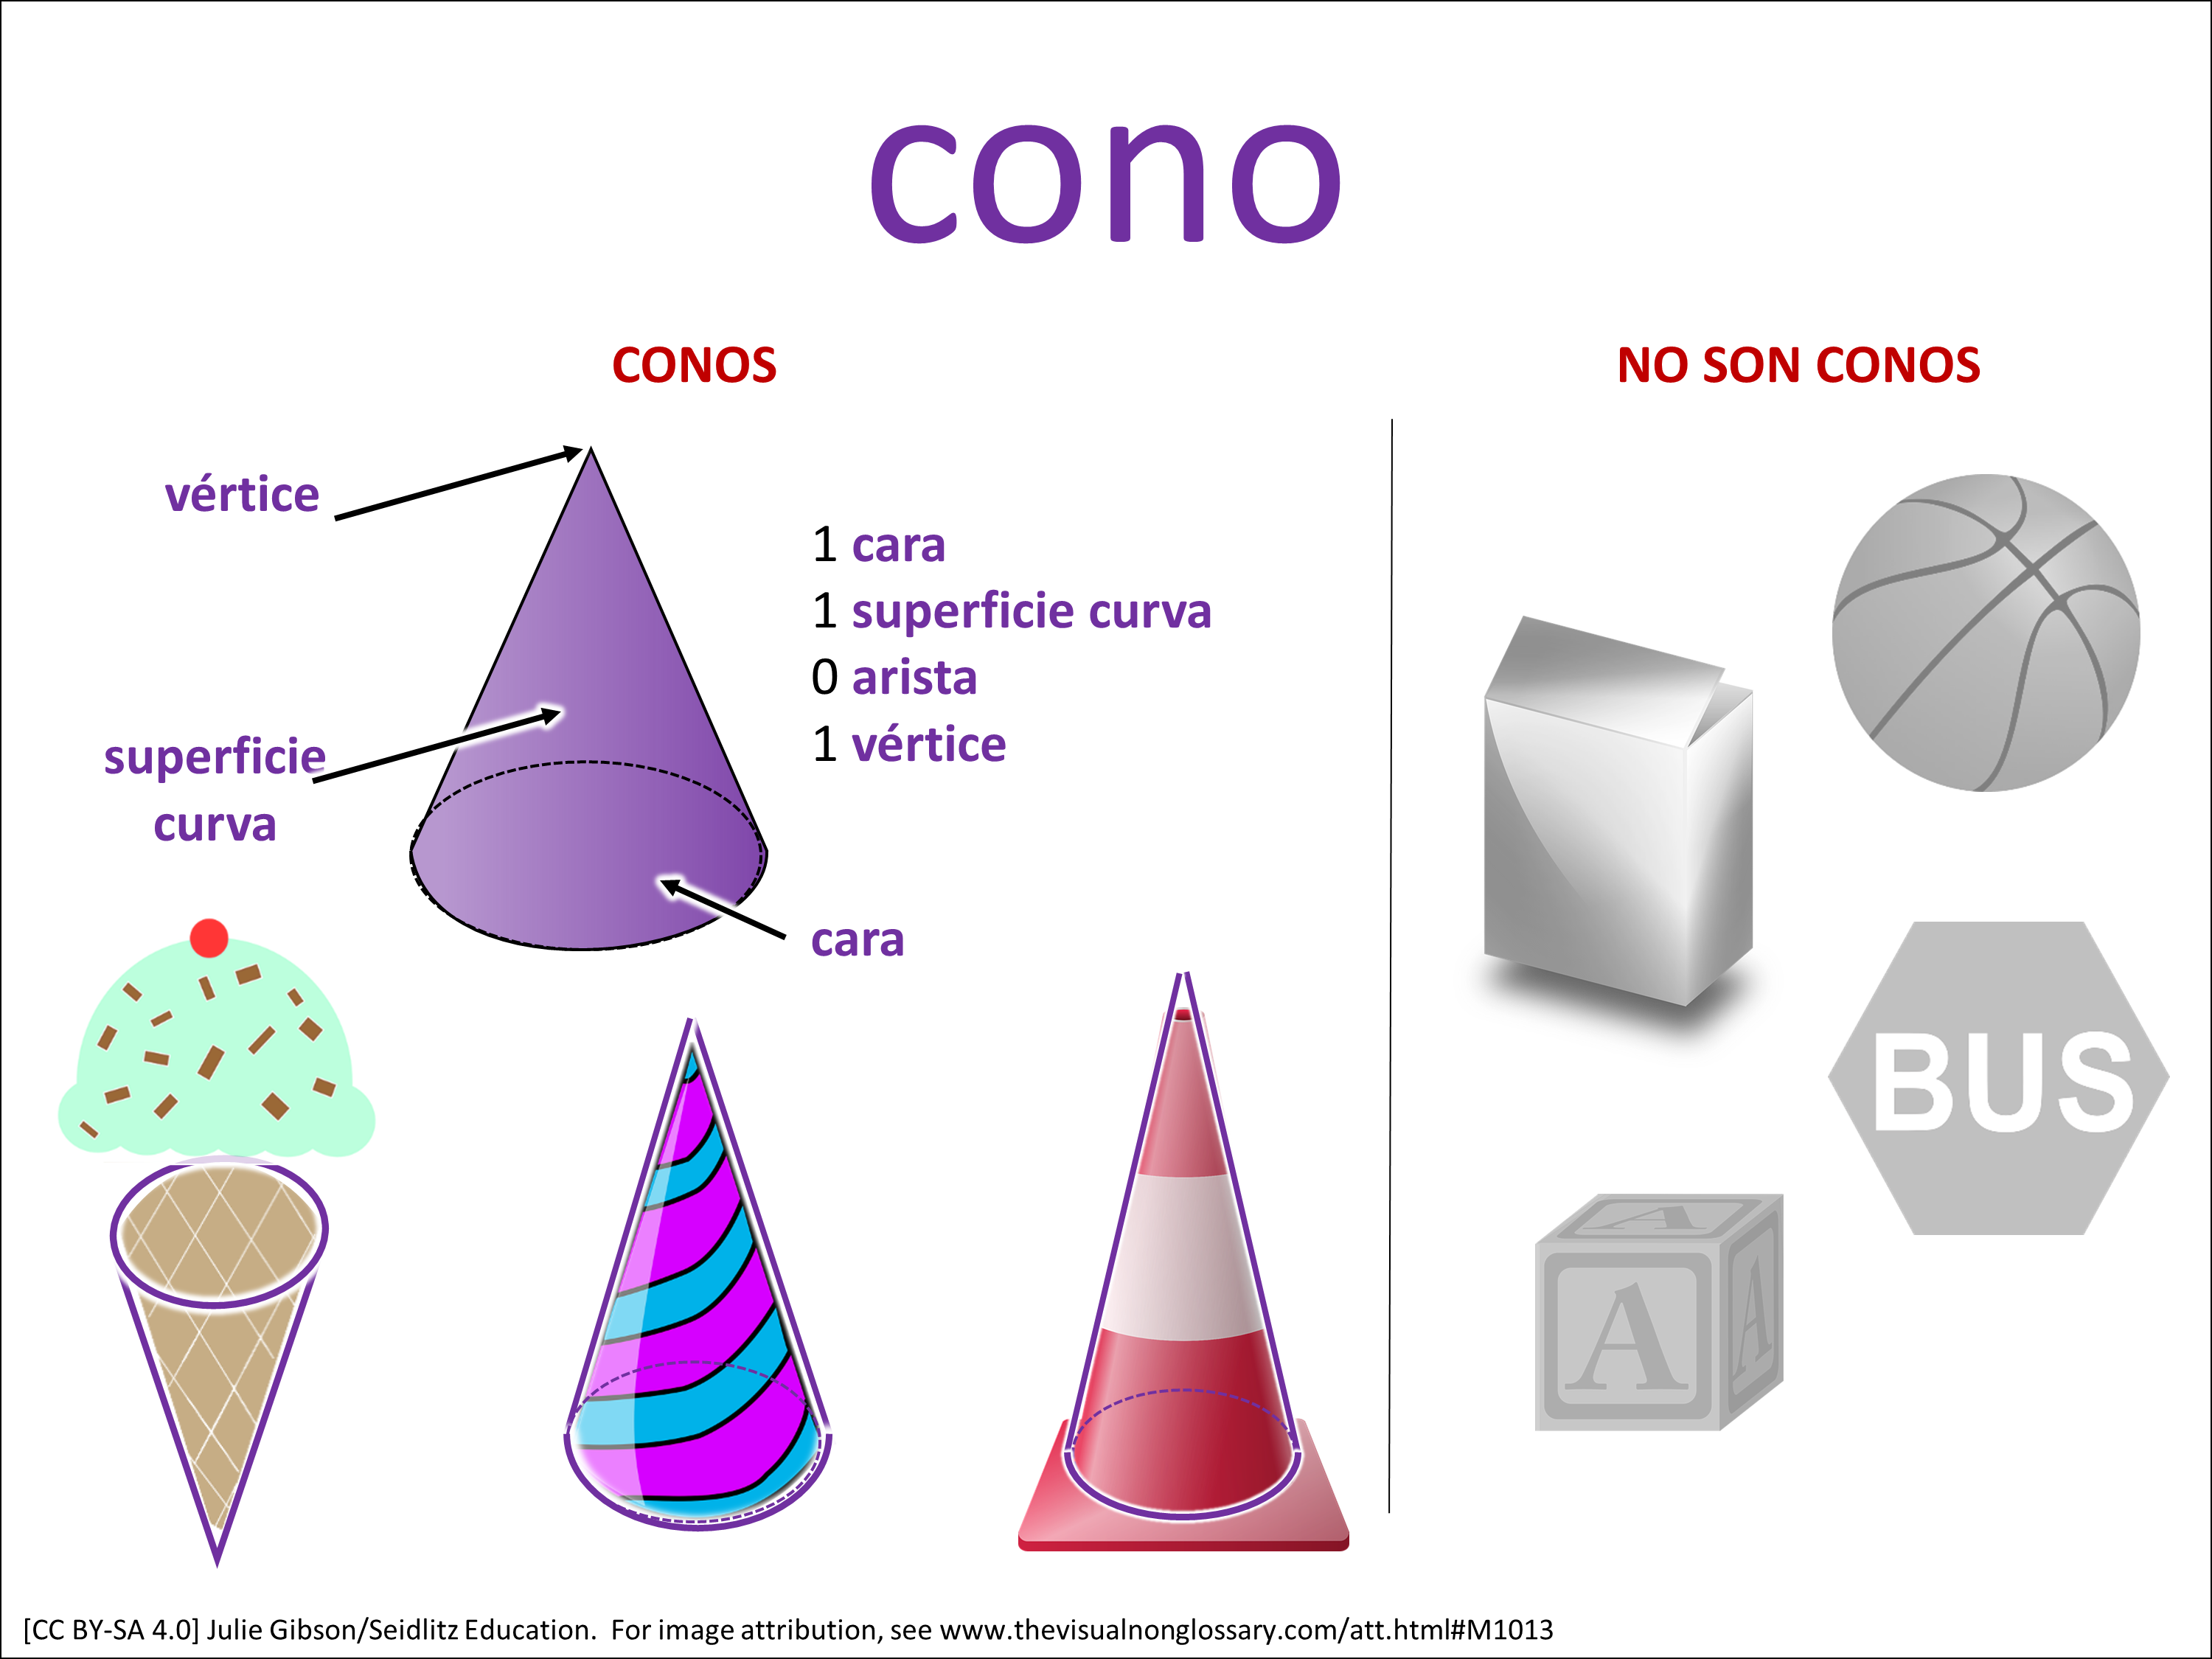 cono
CONOS
vértice
1 cara
1 superficie curva
0 arista
1 vértice
superficie
curva
cara
NO SON CONOS
BUS
A
A
A
[CC BY-SA 4.0] Julie Gibson/Seidlitz Education.  For image attribution, see www.thevisualnonglossary.com/att.html#M1013